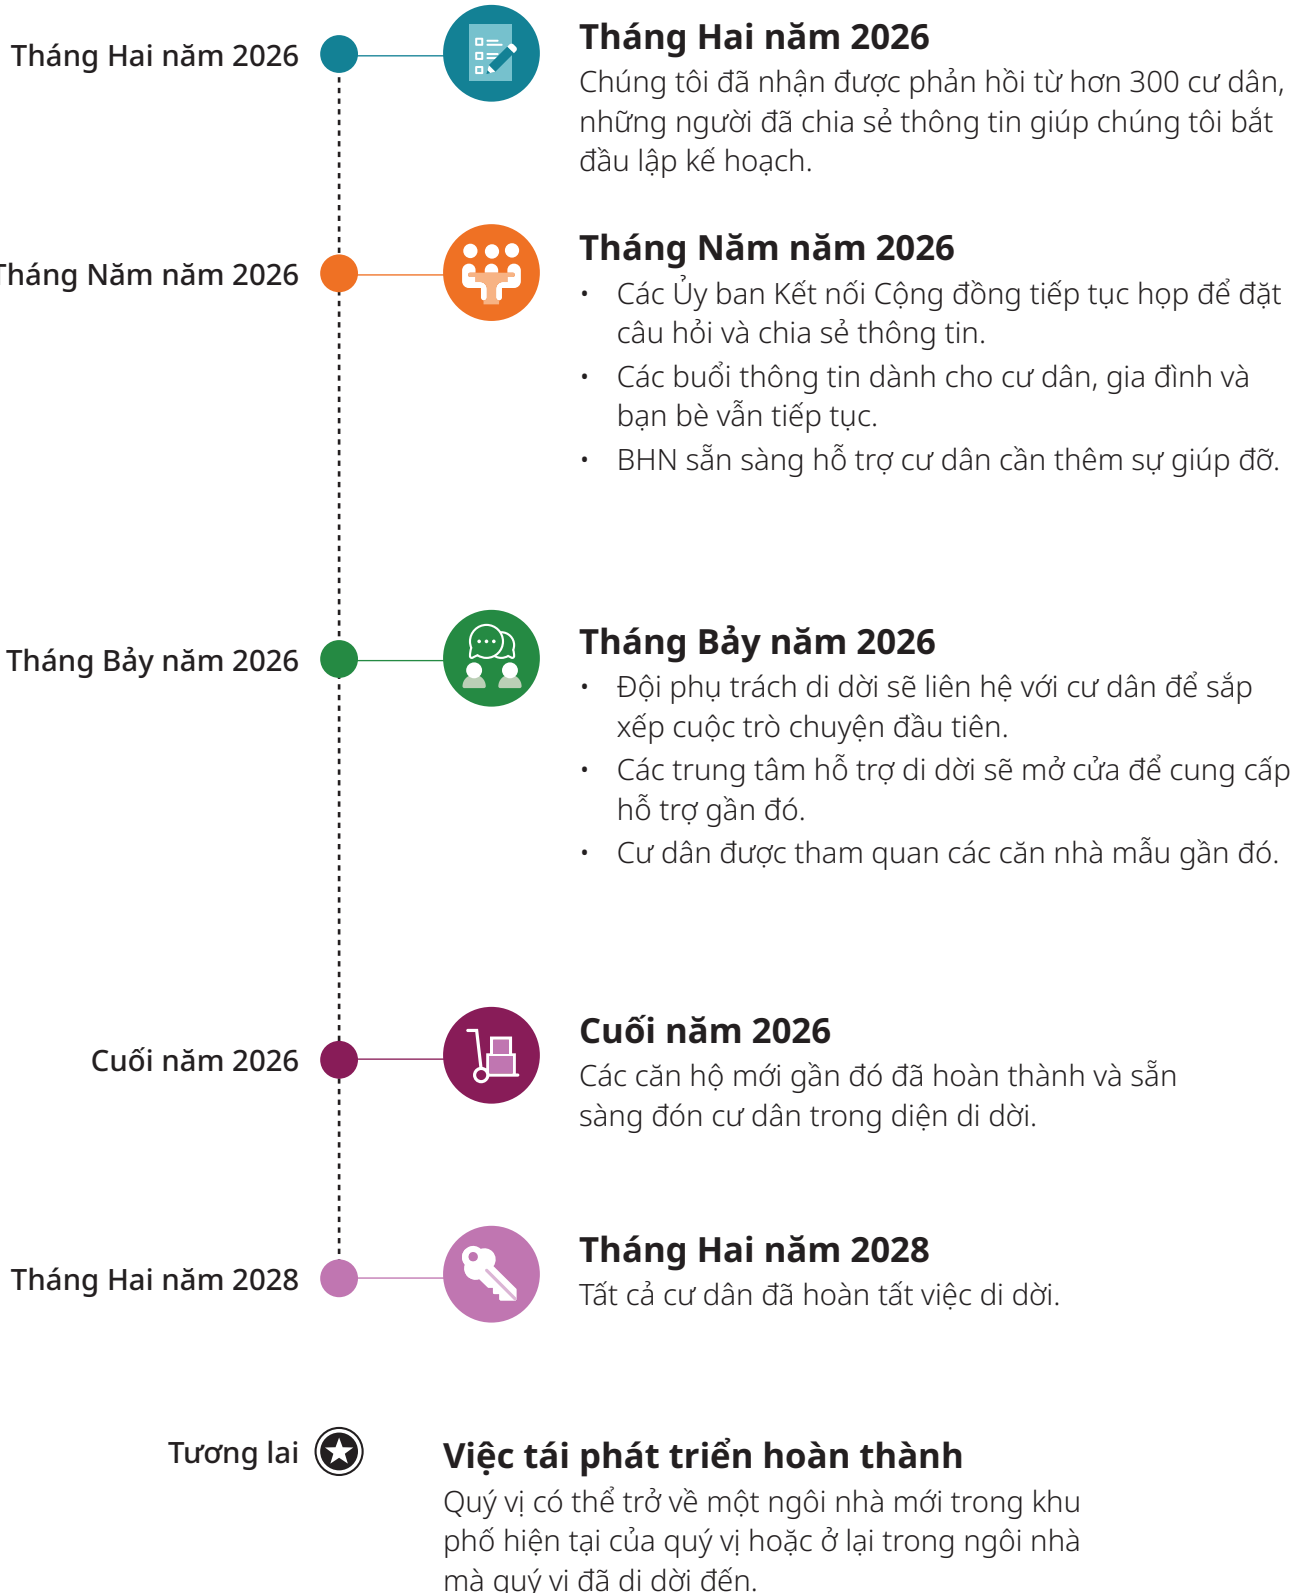 Tháng Hai năm 2026
Tháng Hai năm 2026
Chúng tôi đã nhận được phản hồi từ hơn 300 cư dân,
những người đã chia sẻ thông tin giúp chúng tôi bắt
đầu lập kế hoạch.
Tháng Năm năm 2026
Tháng Năm năm 2026
• Các Ủy ban Kết nối Cộng đồng tiếp tục họp để đặt
câu hỏi và chia sẻ thông tin.
• Các buổi thông tin dành cho cư dân, gia đình và
bạn bè vẫn tiếp tục.
• BHN sẵn sàng hỗ trợ cư dân cần thêm sự giúp đỡ.
Tháng Bảy năm 2026
Tháng Bảy năm 2026
• Đội phụ trách di dời sẽ liên hệ với cư dân để sắp
xếp cuộc trò chuyện đầu tiên.
• Các trung tâm hỗ trợ di dời sẽ mở cửa để cung cấp
hỗ trợ gần đó.
• Cư dân được tham quan các căn nhà mẫu gần đó.
Cuối năm 2026
Cuối năm 2026
Các căn hộ mới gần đó đã hoàn thành và sẵn
sàng đón cư dân trong diện di dời.
Tháng Hai năm 2028
Tháng Hai năm 2028
Tất cả cư dân đã hoàn tất việc di dời.
Tương lai
Việc tái phát triển hoàn thành
Quý vị có thể trở về một ngôi nhà mới trong khu
phố hiện tại của quý vị hoặc ở lại trong ngôi nhà
mà quý vị đã di dời đến.